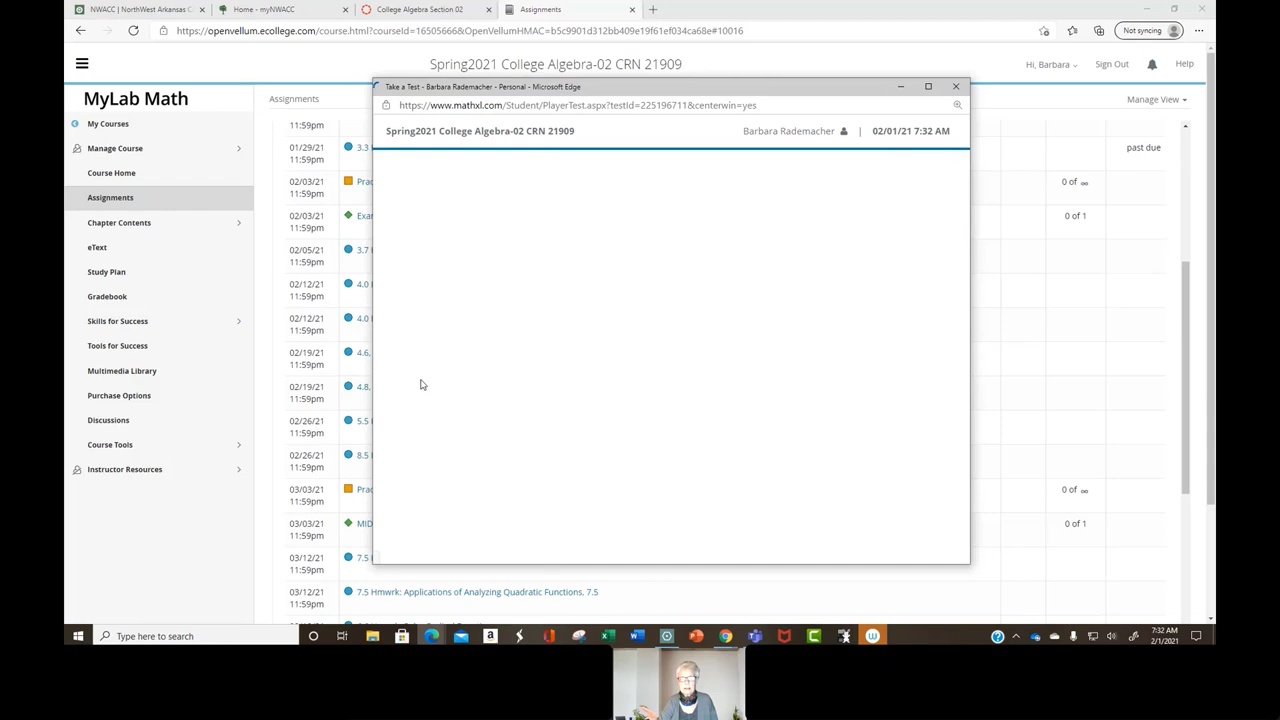 NWACC | NorthWest Arkansas C
Home - myNWACC
College Algebra Section 02
Assignments
https://openvellum.ecollege.com/course.html?courseId=16505666&OpenVellumHMAC=b5c9901d312bb409e19f61ef034ca68e#10016
Not syncing
Spring2021 College Algebra-02 CRN 21909
Hi, Barbara
Sign Out
Help
MyLab Math
Assignments
Manage View
My Courses
Manage Course
Course Home
Assignments
Chapter Contents
eText
Study Plan
Gradebook
Skills for Success
Tools for Success
Multimedia Library
Purchase Options
Discussions
Course Tools
Instructor Resources
Take a Test - Barbara Rademacher - Personal - Microsoft Edge
https://www.mathxl.com/Student/PlayerTest.aspx?testId=225196711&centerwin=yes
Spring2021 College Algebra-02 CRN 21909
Barbara Rademacher | 02/01/21 7:32 AM
11:59pm
01/29/21 3.3 past due
11:59pm
02/03/21 Prac 0 of ∞
11:59pm
02/03/21 Exar 0 of 1
11:59pm
02/05/21 3.7
11:59pm
02/12/21 4.0
11:59pm
02/12/21 4.0
11:59pm
02/19/21 4.6,
11:59pm
02/19/21 4.8,
11:59pm
02/26/21 5.5
11:59pm
02/26/21 8.5
11:59pm
03/03/21 Prac 0 of ∞
11:59pm
03/03/21 MID 0 of 1
11:59pm
03/12/21 7.5
11:59pm
03/12/21 7.5 Hmwrk: Applications of Analyzing Quadratic Functions, 7.5
11:59pm
Type here to search
7:32 AM
2/1/2021